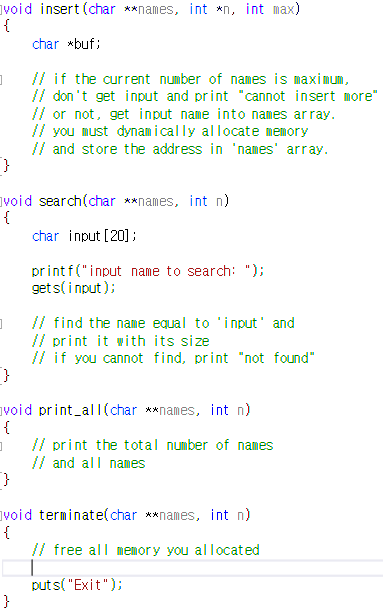 void insert(char **names, int *n, int max)
{
    char *buf;

    // if the current number of names is maximum,
    // don't get input and print "cannot insert more"
    // or not, get input name into names array.
    // you must dynamically allocate memory
    // and store the address in 'names' array.
}

void search(char **names, int n)
{
    char input[20];

    printf("input name to search: ");
    gets(input);

    // find the name equal to 'input' and
    // print it with its size
    // if you cannot find, print "not found"
}

void print_all(char **names, int n)
{
    // print the total number of names
    // and all names
}

void terminate(char **names, int n)
{
    // free all memory you allocated

    puts("Exit");
}